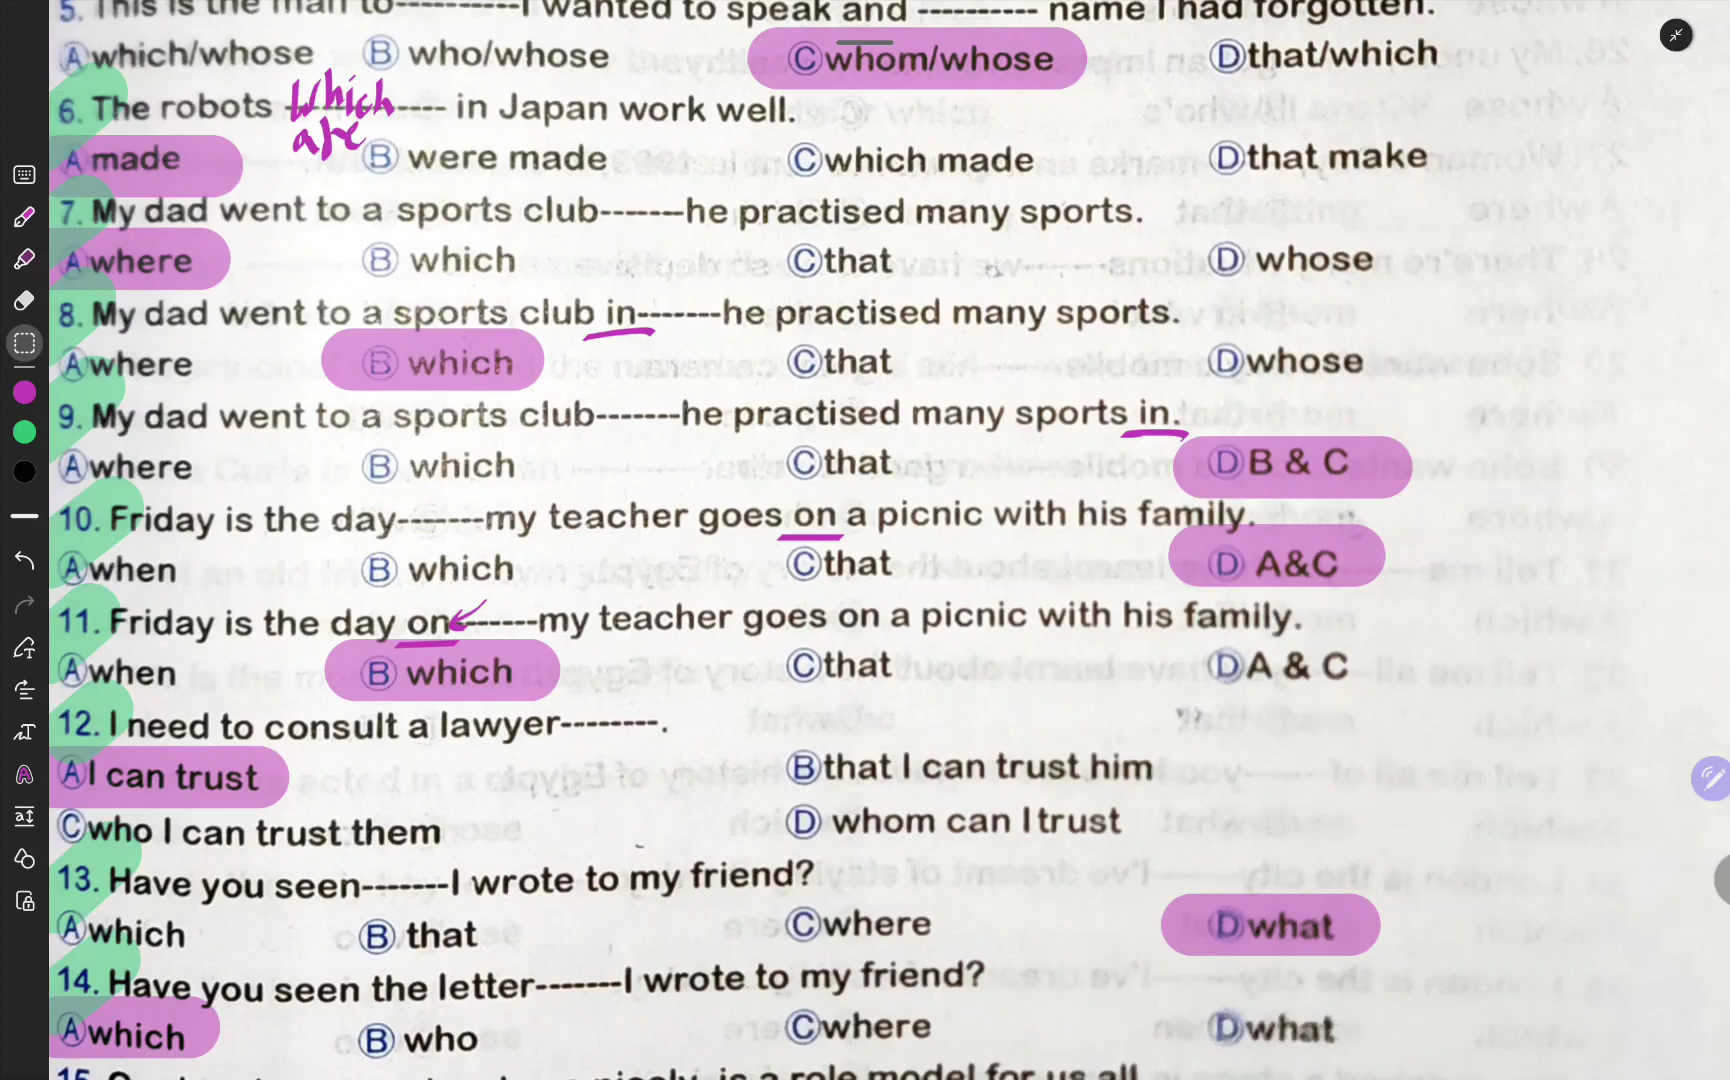 5. This is the man to----------I wanted to speak and --------- name I had forgotten.
A which/whose B who/whose C whom/whose D that/which
6. The robots ------------- in Japan work well.
which
are
A made B were made C which made D that make
7. My dad went to a sports club-------he practised many sports.
A where B which C that D whose
8. My dad went to a sports club in-------he practised many sports.
A where B which C that D whose
9. My dad went to a sports club-------he practised many sports in.
A where B which C that D B & C
10. Friday is the day-------my teacher goes on a picnic with his family.
A when B which C that D A&C
11. Friday is the day on-------my teacher goes on a picnic with his family.
A when B which C that D A & C
12. I need to consult a lawyer--------.
A I can trust B that I can trust him
C who I can trust them D whom can I trust
13. Have you seen-------I wrote to my friend?
A which B that C where D what
14. Have you seen the letter-------I wrote to my friend?
A which B who C where D what
nicely, is a role model for us all